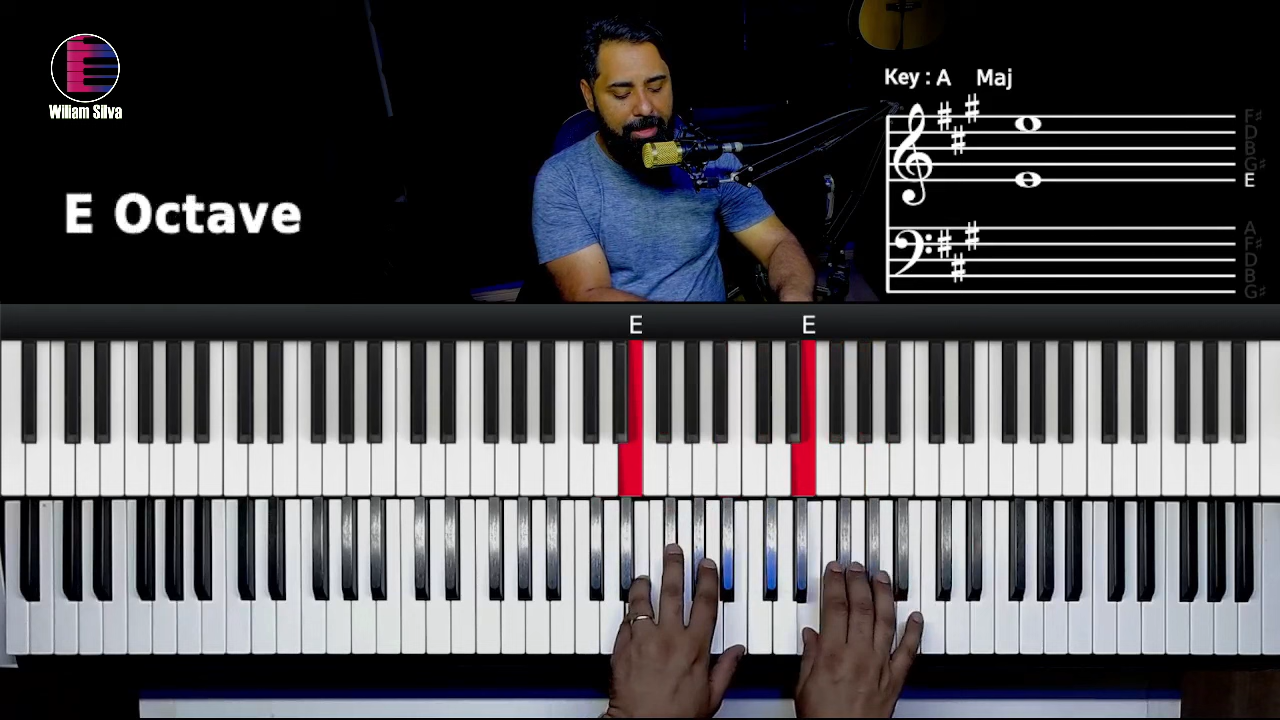 E
Wiliam Silva
E Octave
Key : A Maj
F♯
D
B
G♯
E
A
F♯
D
B
G♯
E E